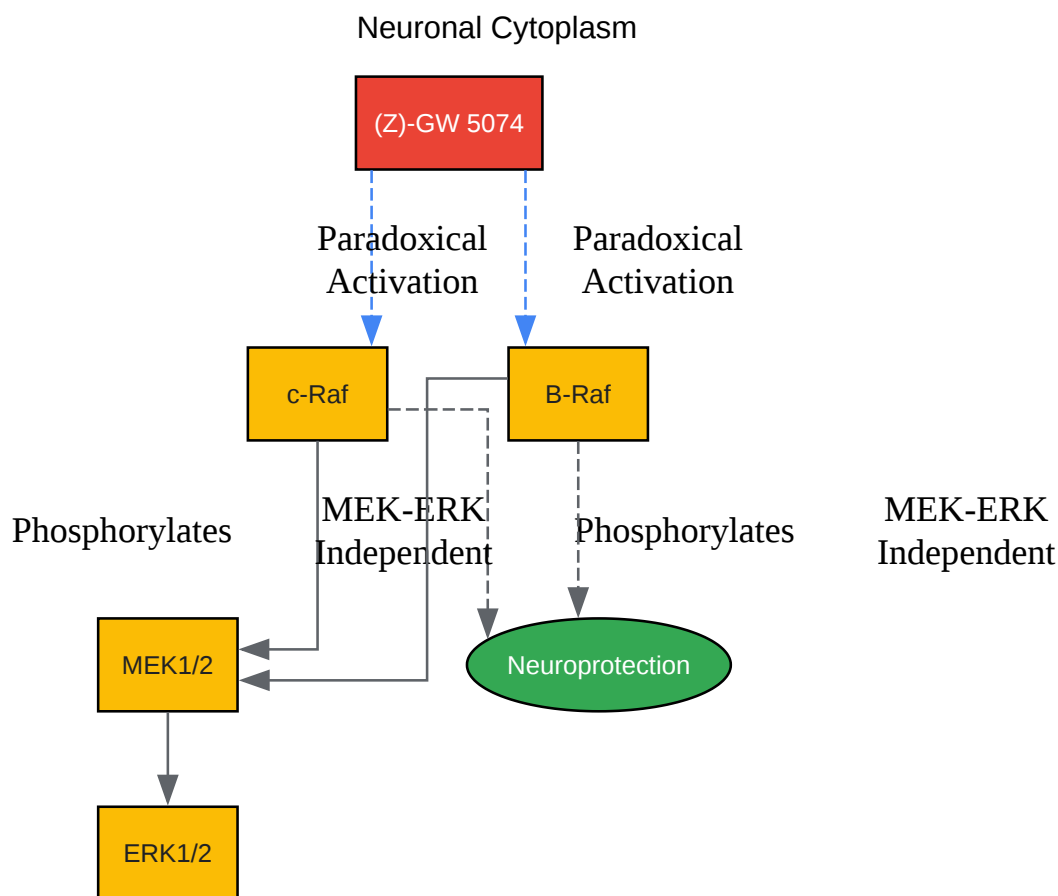 Neuronal Cytoplasm
(Z)-GW 5074
Paradoxical
Activation
Paradoxical
Activation
c-Raf
B-Raf
Phosphorylates
MEK-ERK
Independent
Phosphorylates
MEK-ERK
Independent
MEK1/2
Neuroprotection
ERK1/2